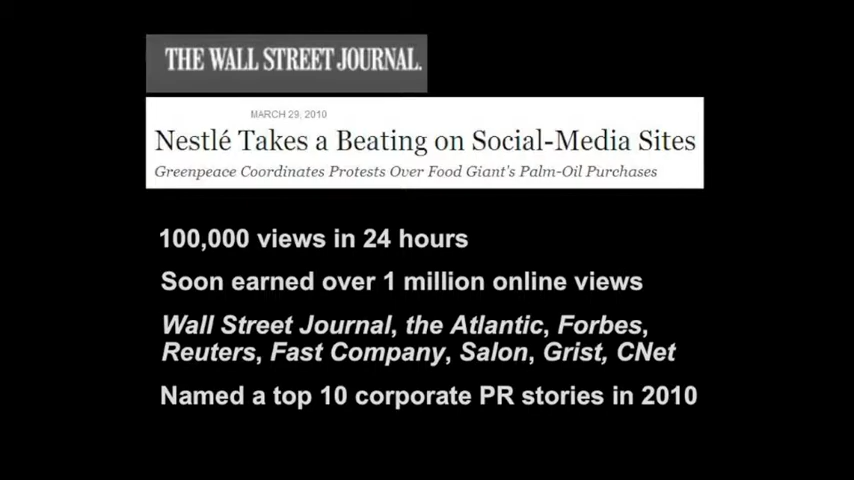 THE WALL STREET JOURNAL.
MARCH 29, 2010
Nestlé Takes a Beating on Social-Media Sites
Greenpeace Coordinates Protests Over Food Giant's Palm-Oil Purchases
100,000 views in 24 hours
Soon earned over 1 million online views
Wall Street Journal, the Atlantic, Forbes,
Reuters, Fast Company, Salon, Grist, CNet
Named a top 10 corporate PR stories in 2010